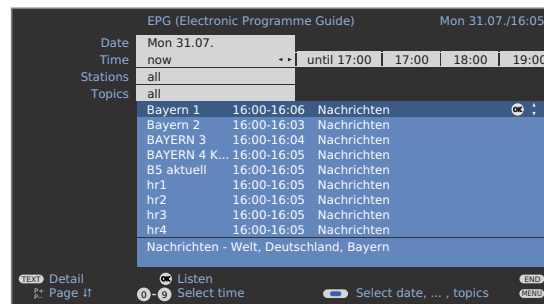 EPG (Electronic Programme Guide) Mon 31.07./16:05
Date Mon 31.07.
Time now until 17:00 17:00 18:00 19:00
Stations all
Topics all
Bayern 1 16:00-16:06 Nachrichten OK
Bayern 2 16:00-16:03 Nachrichten
BAYERN 3 16:00-16:04 Nachrichten
BAYERN 4 K... 16:00-16:05 Nachrichten
B5 aktuell 16:00-16:05 Nachrichten
hr1 16:00-16:05 Nachrichten
hr2 16:00-16:05 Nachrichten
hr3 16:00-16:05 Nachrichten
hr4 16:00-16:05 Nachrichten
Nachrichten - Welt, Deutschland, Bayern
TEXT Detail OK Listen END
P+ P- Page 0-9 Select time Select date, ... , topics MENU